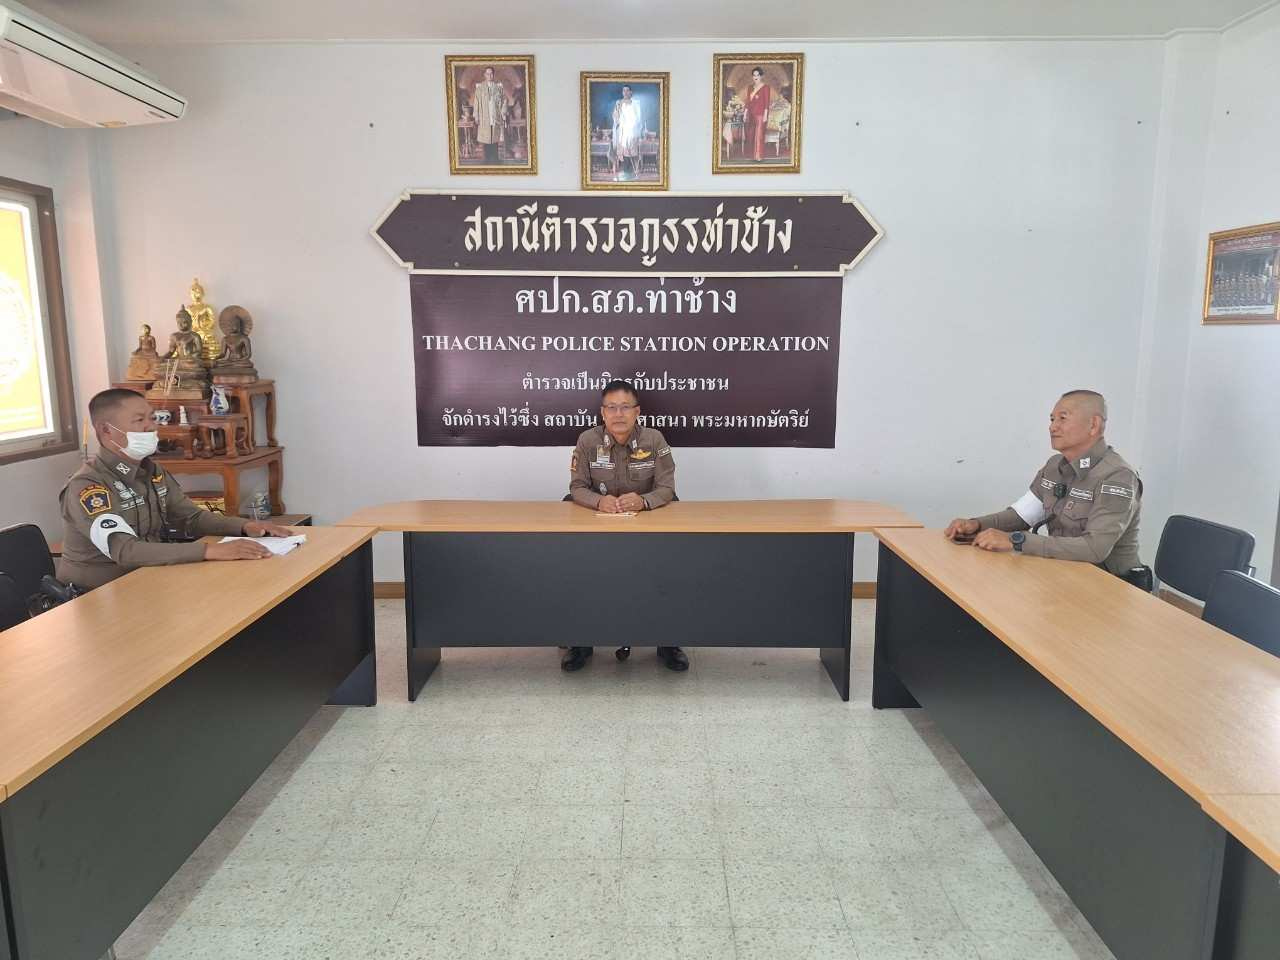 สถานีตำรวจภูธรท่าช้าง
ศปก.สภ.ท่าช้าง
THACHANG POLICE STATION OPERATION
ตำรวจเป็นมิตรกับประชาชน
จักดำรงไว้ซึ่ง สถาบัน ศาสนา พระมหากษัตริย์